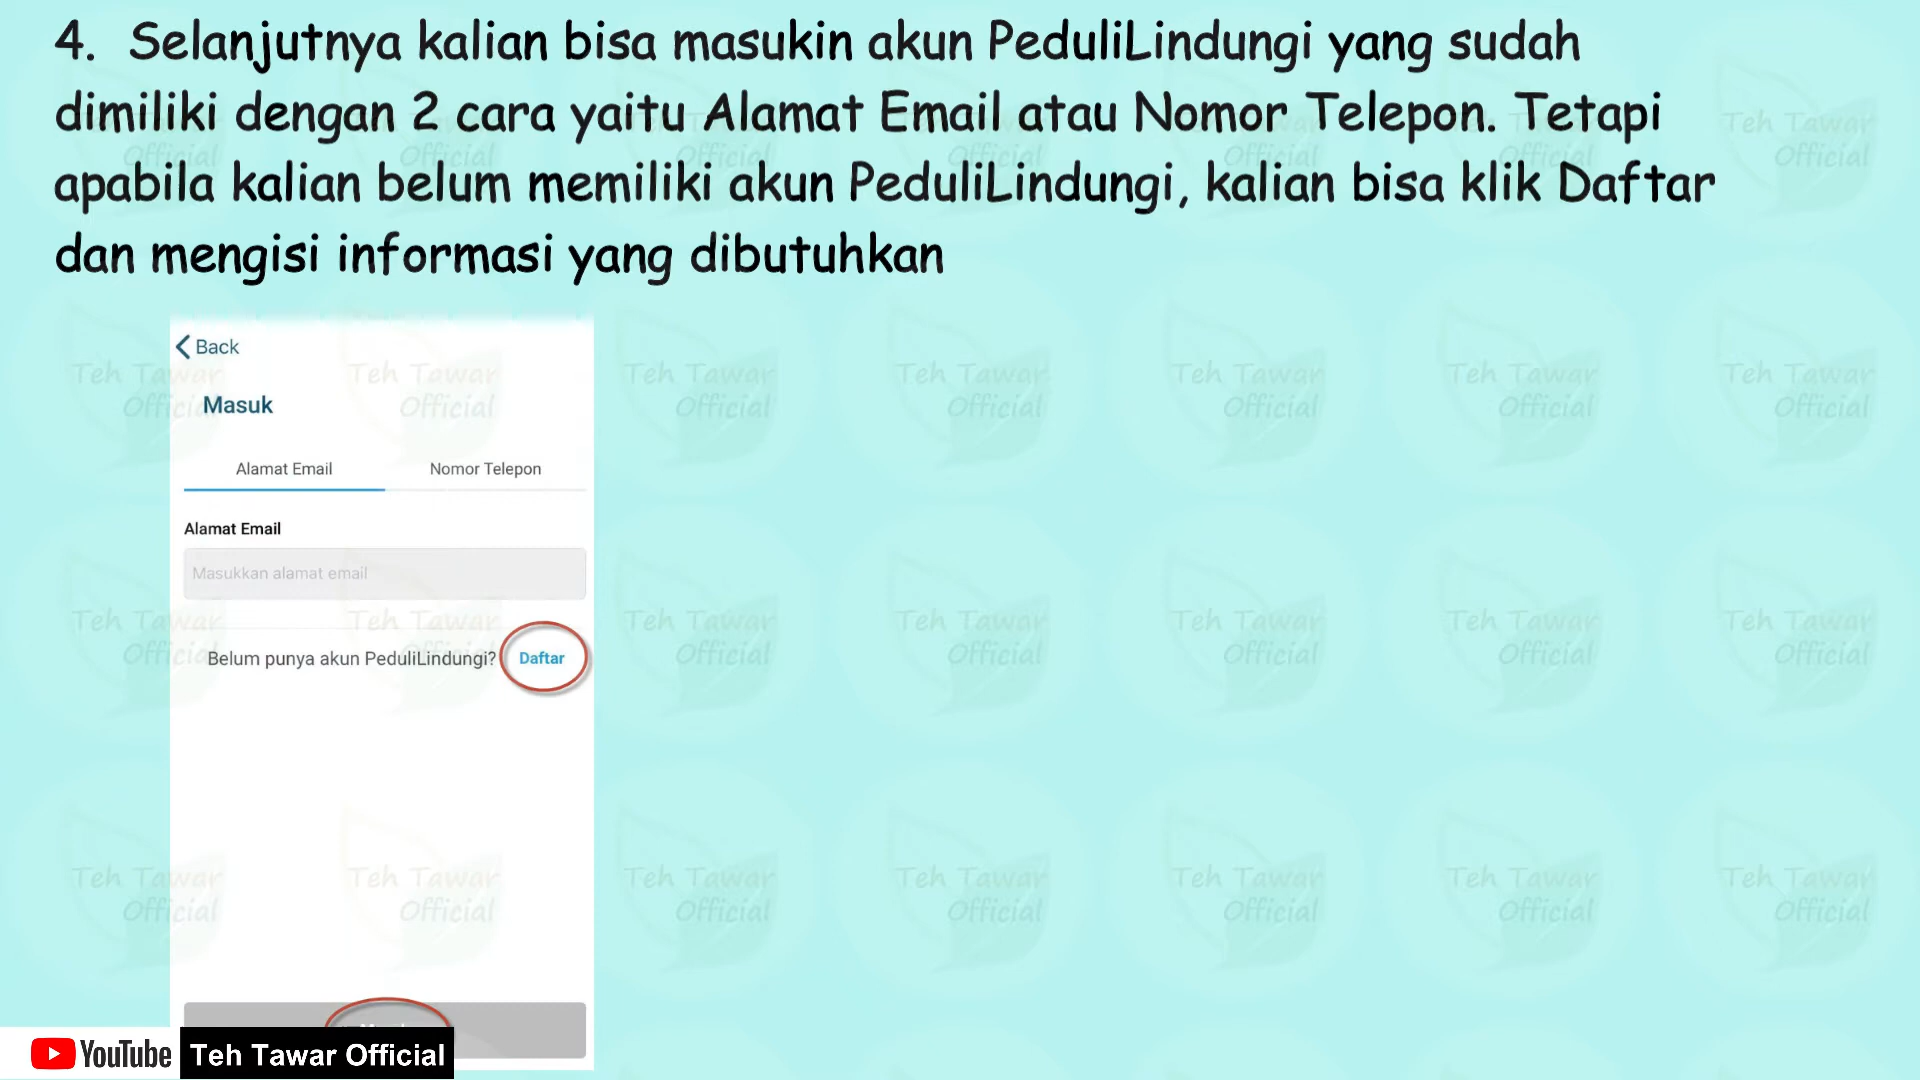 4. Selanjutnya kalian bisa masukin akun PeduliLindungi yang sudah
dimiliki dengan 2 cara yaitu Alamat Email atau Nomor Telepon. Tetapi
apabila kalian belum memiliki akun PeduliLindungi, kalian bisa klik Daftar
dan mengisi informasi yang dibutuhkan
Back
Masuk
Alamat Email Nomor Telepon
Alamat Email
Masukkan alamat email
Belum punya akun PeduliLindungi? Daftar
YouTube Teh Tawar Official